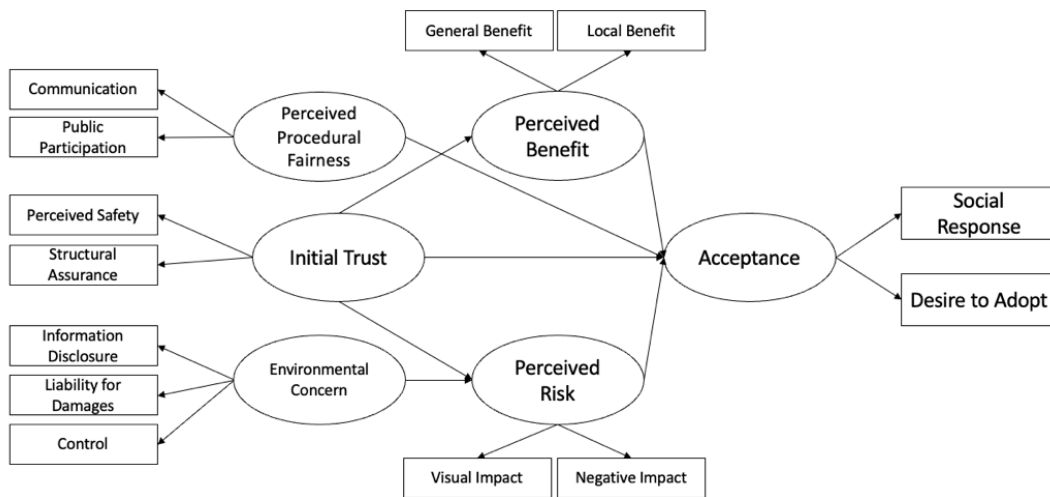 General Benefit
Local Benefit
Communication
Public
Participation
Perceived
Procedural
Fairness
Perceived
Benefit
Perceived Safety
Structural
Assurance
Initial Trust
Acceptance
Social
Response
Desire to Adopt
Information
Disclosure
Liability for
Damages
Control
Environmental
Concern
Perceived
Risk
Visual Impact
Negative Impact